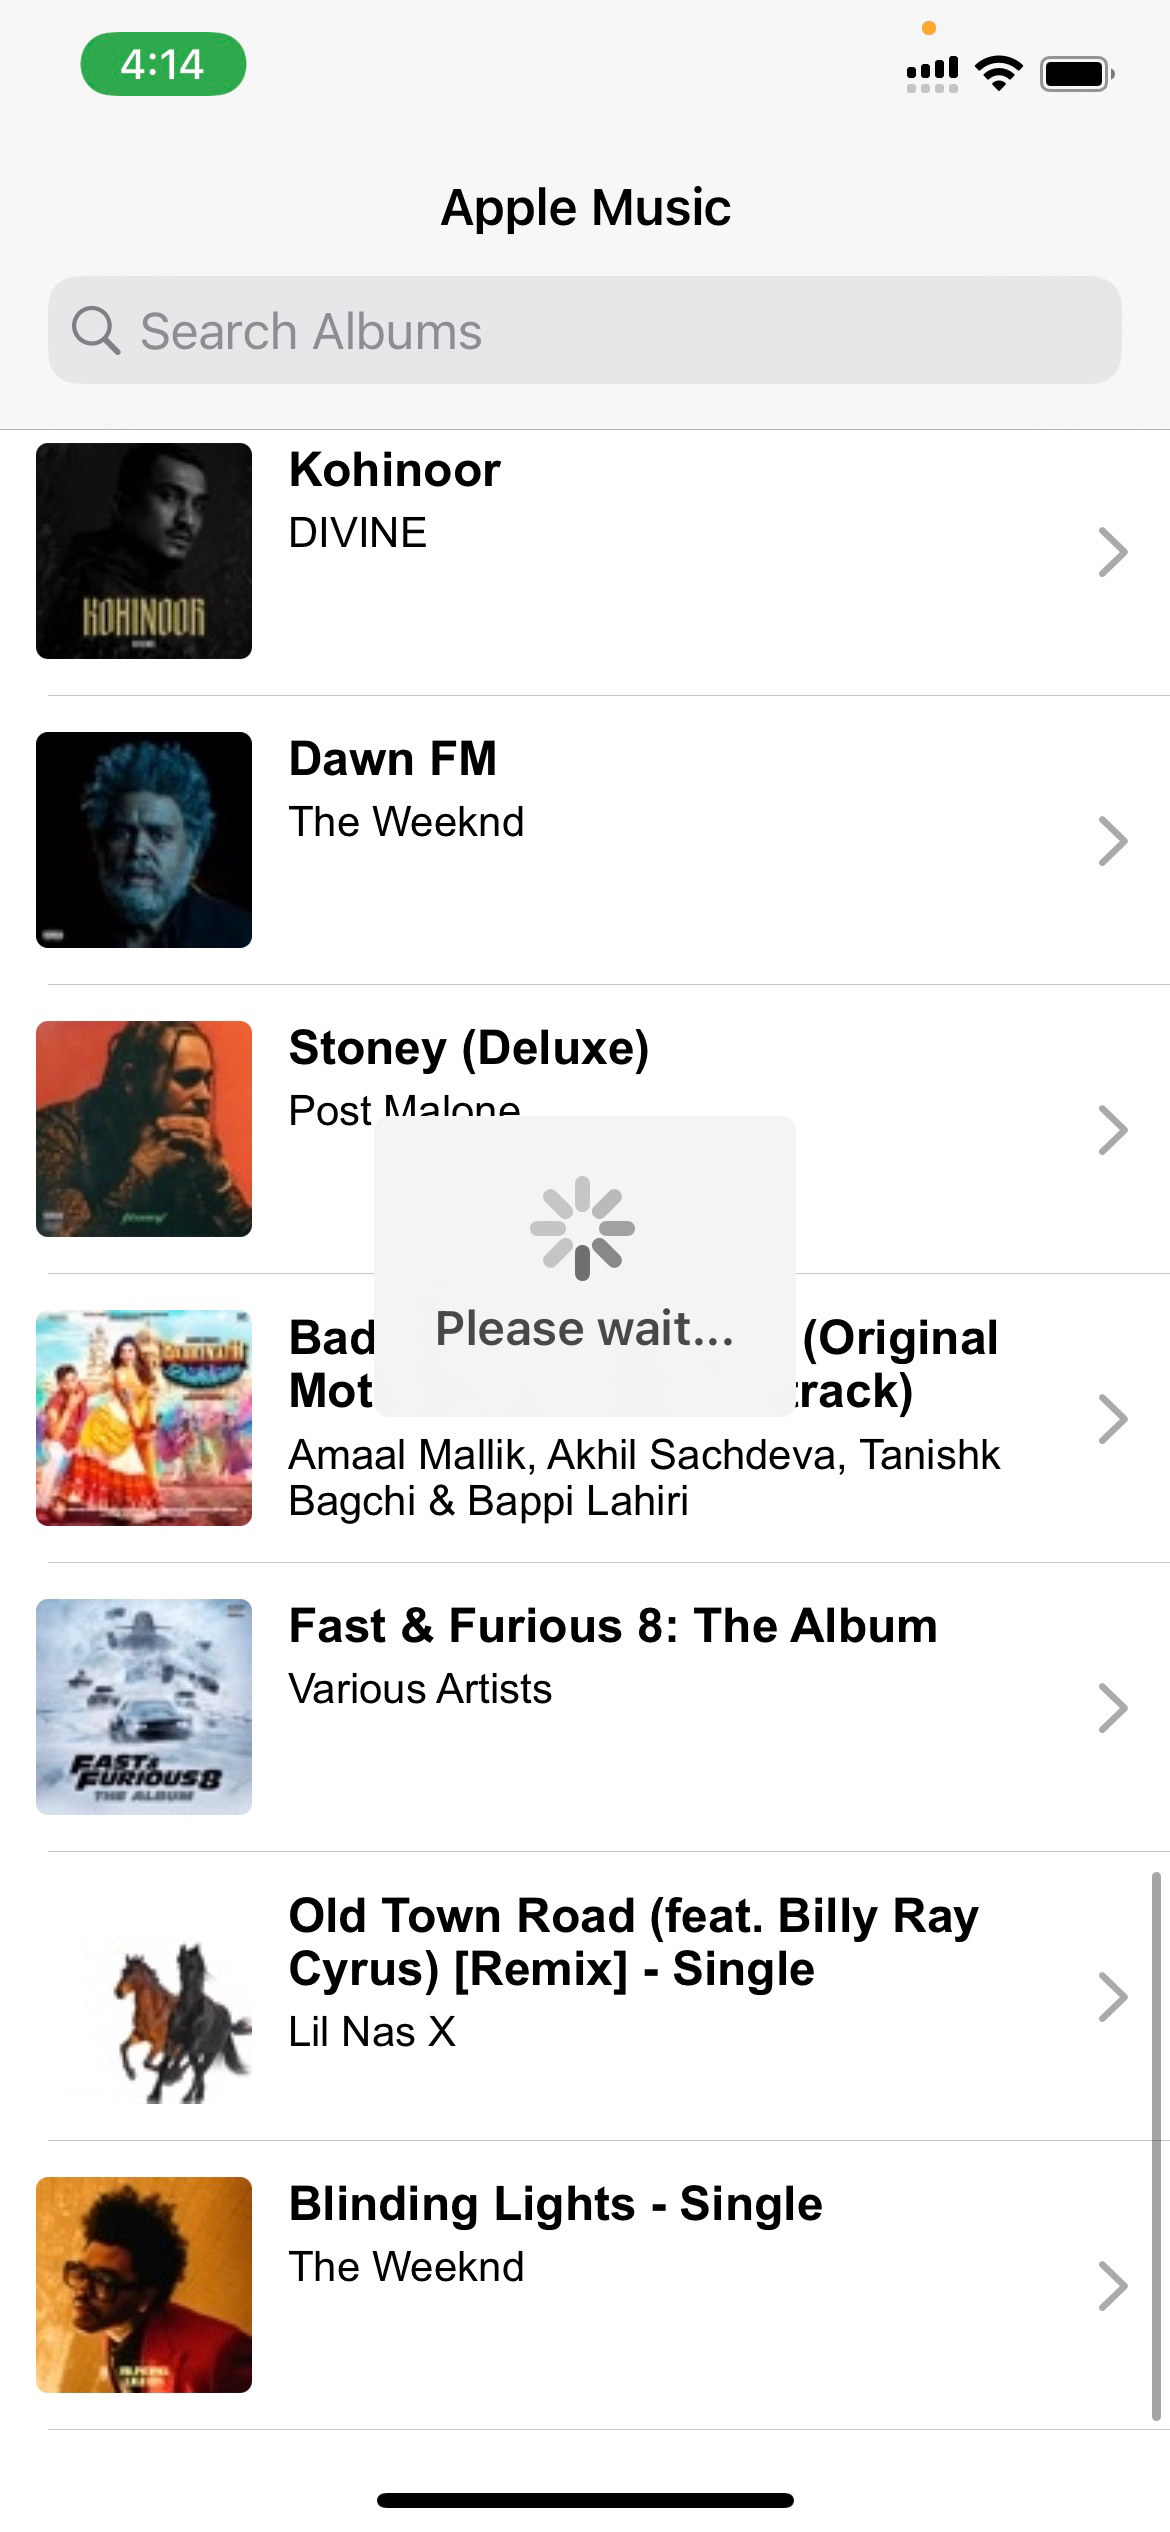 4:14
Apple Music
Search Albums
KOHINOOR
Kohinoor
DIVINE
Dawn FM
The Weeknd
Stoney (Deluxe)
Post Malone
Please wait...
Bad (Original
Mot track)
Amaal Mallik, Akhil Sachdeva, Tanishk
Bagchi & Bappi Lahiri
FAST &
FURIOUS 8
THE ALBUM
Fast & Furious 8: The Album
Various Artists
Old Town Road (feat. Billy Ray
Cyrus) [Remix] - Single
Lil Nas X
Blinding Lights - Single
The Weeknd